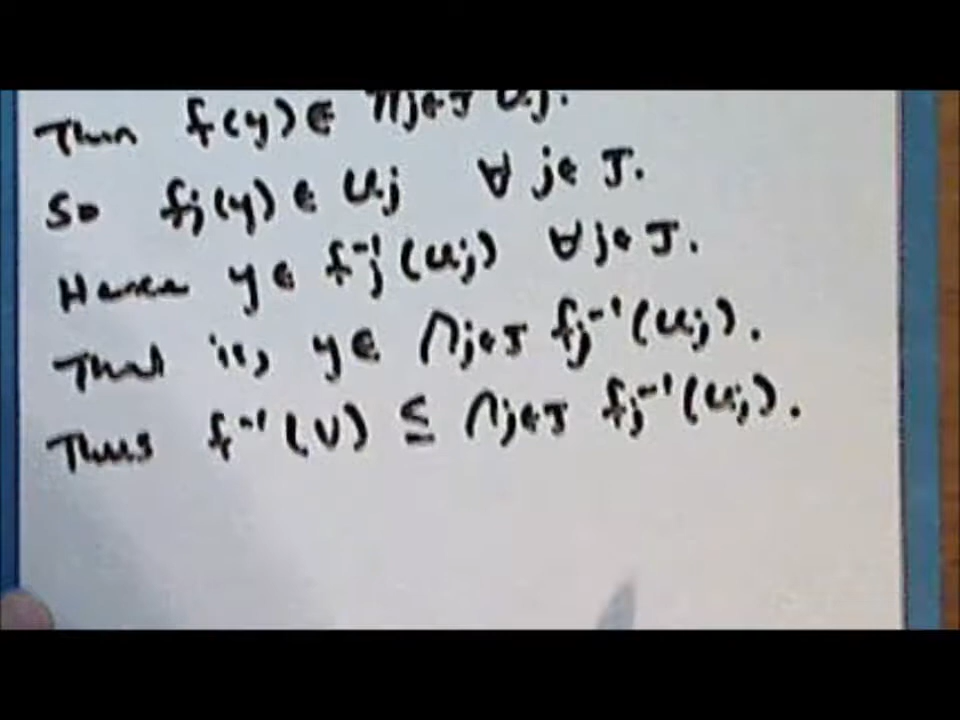 Then f(y) ∈ ∏j∈J Uj.
So fj(y) ∈ Uj ∀ j∈ J.
Hence y ∈ fj⁻¹(Uj) ∀ j∈ J.
That is, y ∈ ∩j∈J fj⁻¹(Uj).
Thus f⁻¹(U) ⊆ ∩j∈J fj⁻¹(Uj).